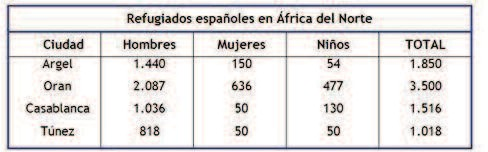 Refugiados españoles en África del Norte
Ciudad Hombres Mujeres Niños TOTAL
Argel 1.440 150 54 1.850
Oran 2.087 636 477 3.500
Casablanca 1.036 50 130 1.516
Túnez 818 50 50 1.018